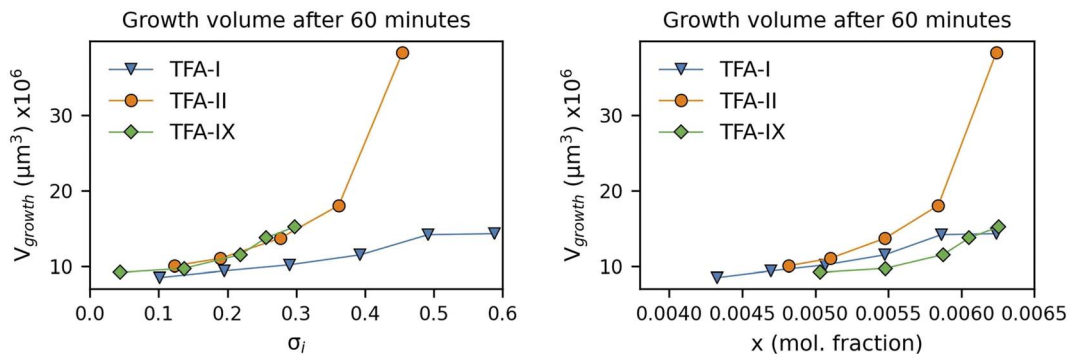 Growth volume after 60 minutes
V_growth (μm³) x10⁶
30
20
10
TFA-I
TFA-II
TFA-IX
0.0 0.1 0.2 0.3 0.4 0.5 0.6
σᵢ
Growth volume after 60 minutes
V_growth (μm³) x10⁶
30
20
10
TFA-I
TFA-II
TFA-IX
0.0040 0.0045 0.0050 0.0055 0.0060 0.0065
x (mol. fraction)